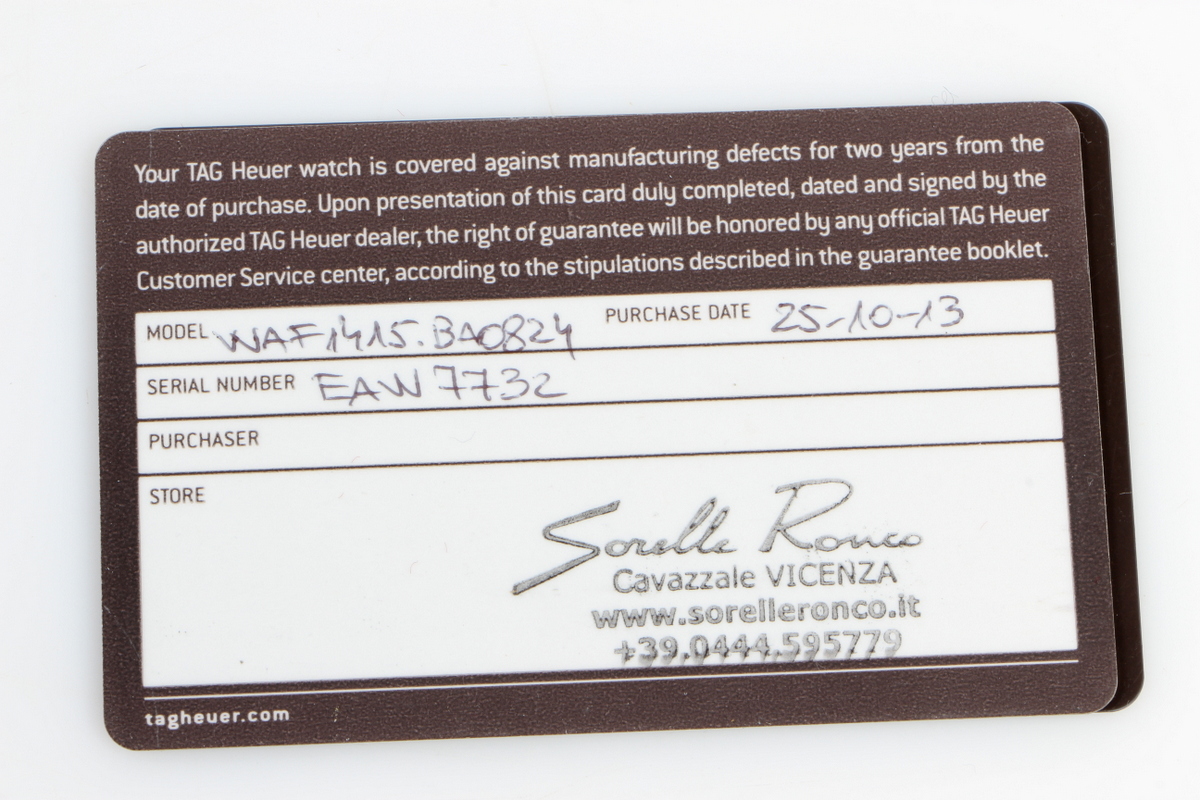 Your TAG Heuer watch is covered against manufacturing defects for two years from the
date of purchase. Upon presentation of this card duly completed, dated and signed by the
authorized TAG Heuer dealer, the right of guarantee will be honored by any official TAG Heuer
Customer Service center, according to the stipulations described in the guarantee booklet.
MODEL WAF1415.BA0824 PURCHASE DATE 25-10-13
SERIAL NUMBER EAW 7732
PURCHASER
STORE
Sorelle Ronco
Cavazzale VICENZA
www.sorelleronco.it
+39.0444.595779
tagheuer.com